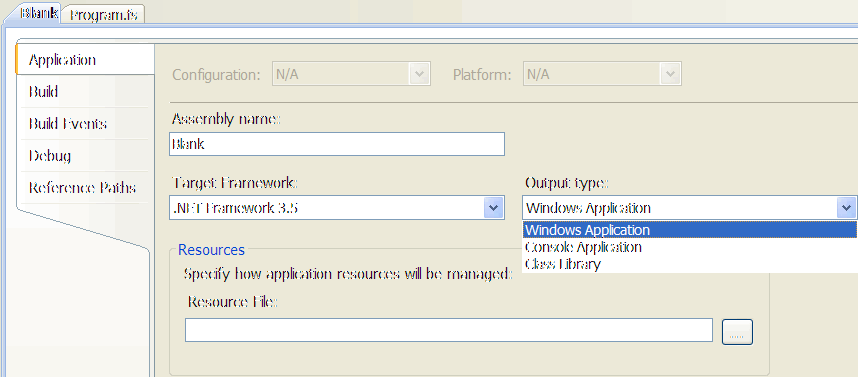 Blank Program.fs
Application
Configuration: N/A Platform: N/A
Build
Assembly name:
Build Events
Blank
Debug
Target Framework: Output type:
Reference Paths
.NET Framework 3.5 Windows Application
Windows Application
Console Application
Resources
Class Library
Specify how application resources will be managed:
Resource File:
...